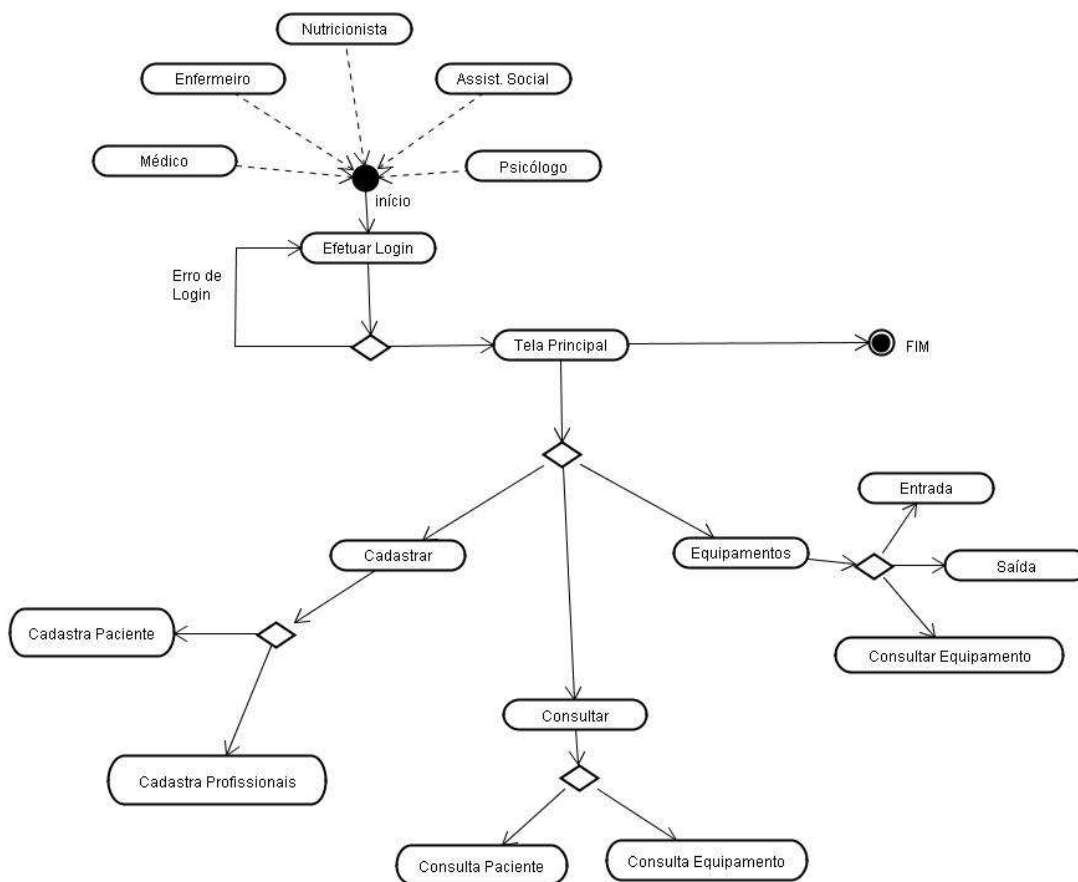 Nutricionista
Enfermeiro
Assist. Social
Médico
Psicólogo
início
Efetuar Login
Erro de
Login
Tela Principal
FIM
Entrada
Cadastrar
Equipamentos
Saída
Cadastra Paciente
Consultar Equipamento
Consultar
Cadastra Profissionais
Consulta Paciente
Consulta Equipamento